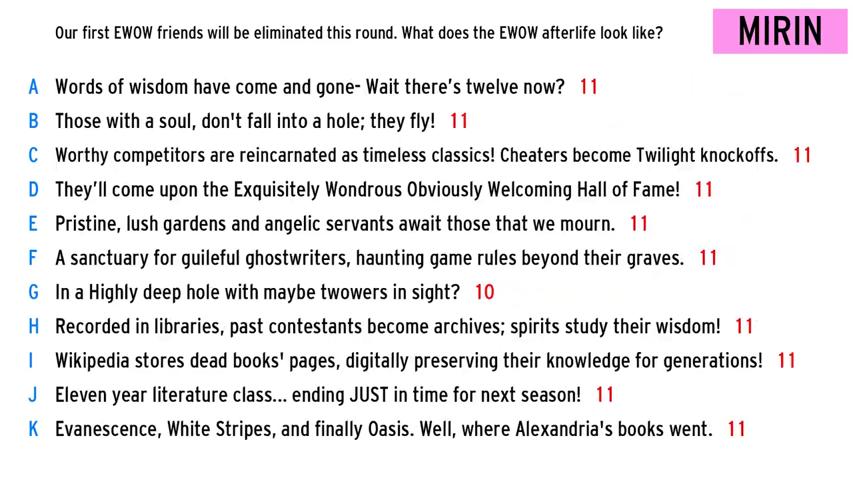 Our first EWOW friends will be eliminated this round. What does the EWOW afterlife look like?
MIRIN
A Words of wisdom have come and gone- Wait there's twelve now? 11
B Those with a soul, don't fall into a hole; they fly! 11
C Worthy competitors are reincarnated as timeless classics! Cheaters become Twilight knockoffs. 11
D They'll come upon the Exquisitely Wondrous Obviously Welcoming Hall of Fame! 11
E Pristine, lush gardens and angelic servants await those that we mourn. 11
F A sanctuary for guileful ghostwriters, haunting game rules beyond their graves. 11
G In a Highly deep hole with maybe twowers in sight? 10
H Recorded in libraries, past contestants become archives; spirits study their wisdom! 11
I Wikipedia stores dead books' pages, digitally preserving their knowledge for generations! 11
J Eleven year literature class... ending JUST in time for next season! 11
K Evanescence, White Stripes, and finally Oasis. Well, where Alexandria's books went. 11